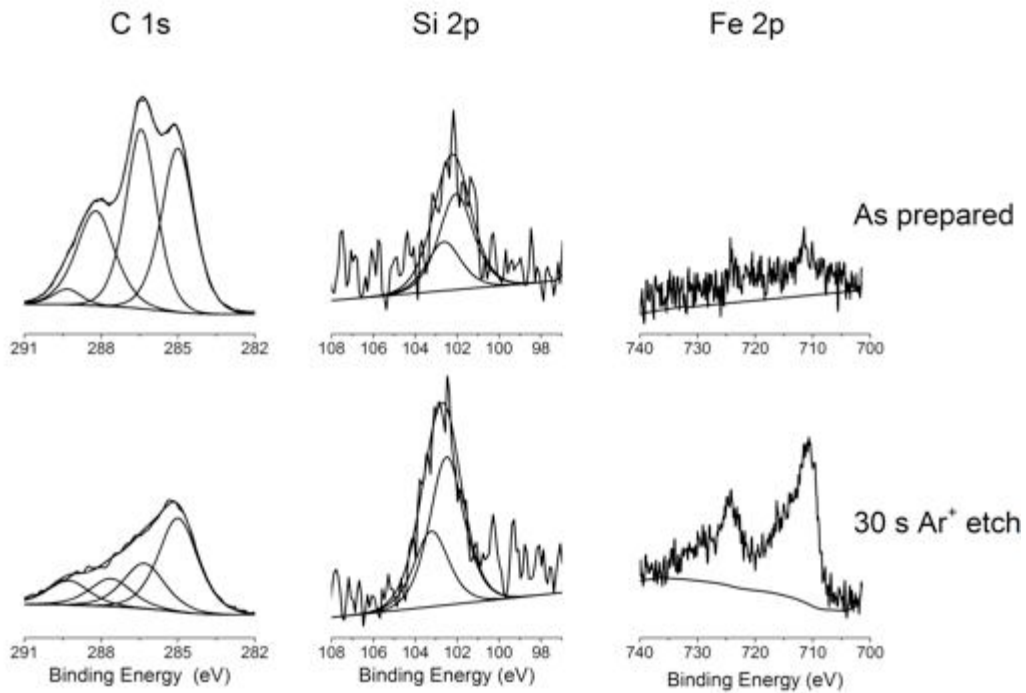 C 1s Si 2p Fe 2p
As prepared
291 288 285 282 108 106 104 102 100 98 740 730 720 710 700
30 s Ar⁺ etch
291 288 285 282 108 106 104 102 100 98 740 730 720 710 700
Binding Energy (eV) Binding Energy (eV) Binding Energy (eV)